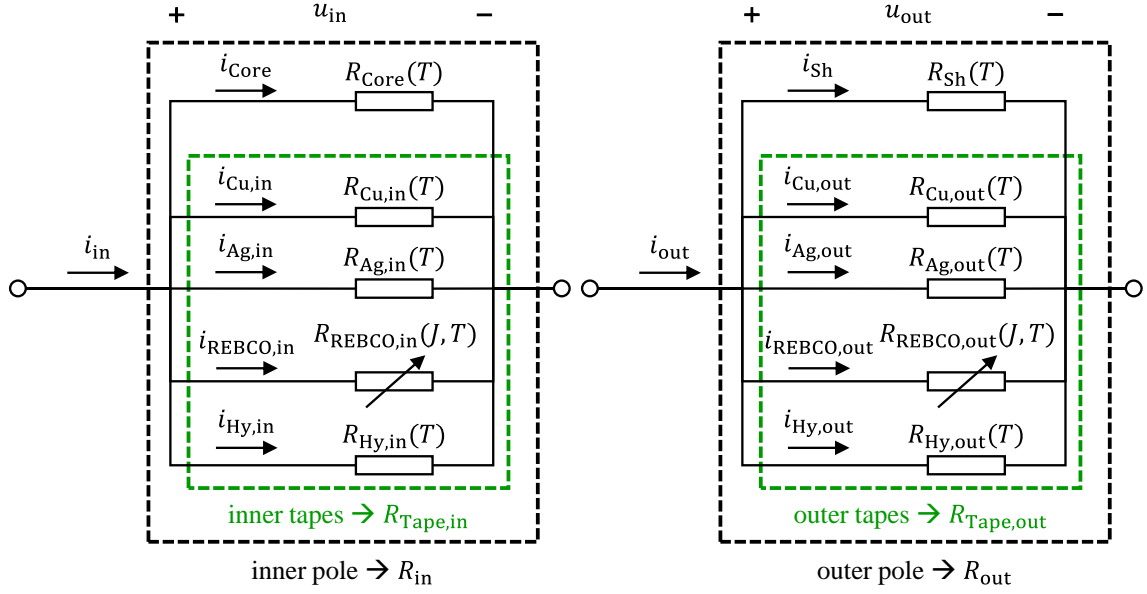 + u_in −
i_Core R_Core(T)
i_Cu,in R_Cu,in(T)
i_in
i_Ag,in R_Ag,in(T)
i_REBCO,in R_REBCO,in(J, T)
i_Hy,in R_Hy,in(T)
inner tapes → R_Tape,in
inner pole → R_in
+ u_out −
i_Sh R_Sh(T)
i_Cu,out R_Cu,out(T)
i_out
i_Ag,out R_Ag,out(T)
i_REBCO,out R_REBCO,out(J, T)
i_Hy,out R_Hy,out(T)
outer tapes → R_Tape,out
outer pole → R_out